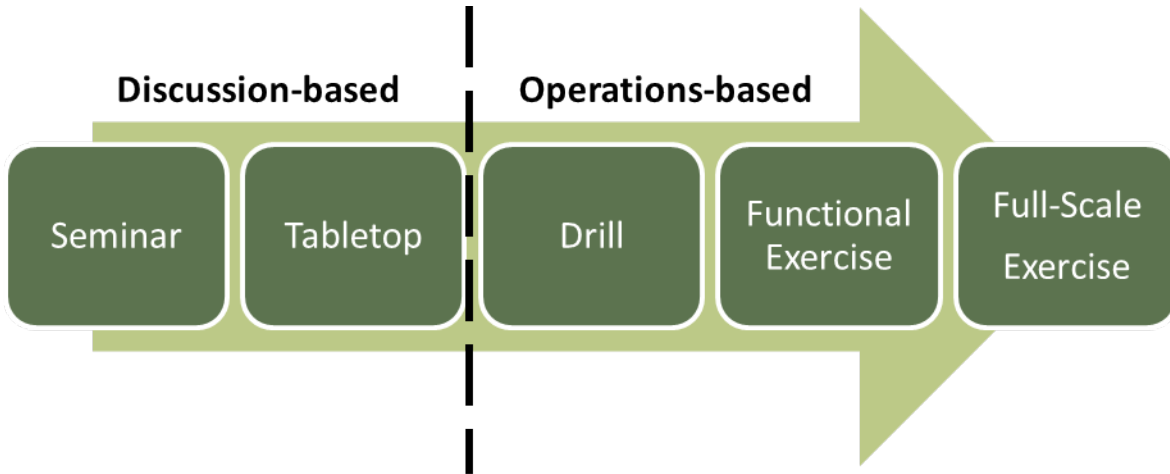 Discussion-based
Operations-based
Seminar
Tabletop
Drill
Functional
Exercise
Full-Scale
Exercise